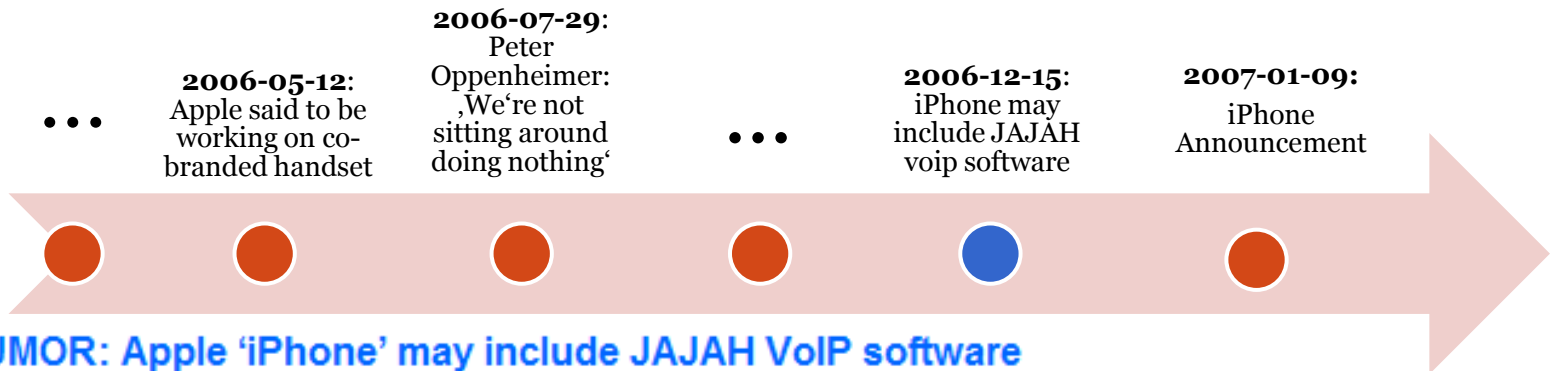 ...
2006-05-12:
Apple said to be
working on co-
branded handset
2006-07-29:
Peter
Oppenheimer:
‚We're not
sitting around
doing nothing‘
...
2006-12-15:
iPhone may
include JAJAH
voip software
2007-01-09:
iPhone
Announcement
UMOR: Apple ‘iPhone’ may include JAJAH VoIP software